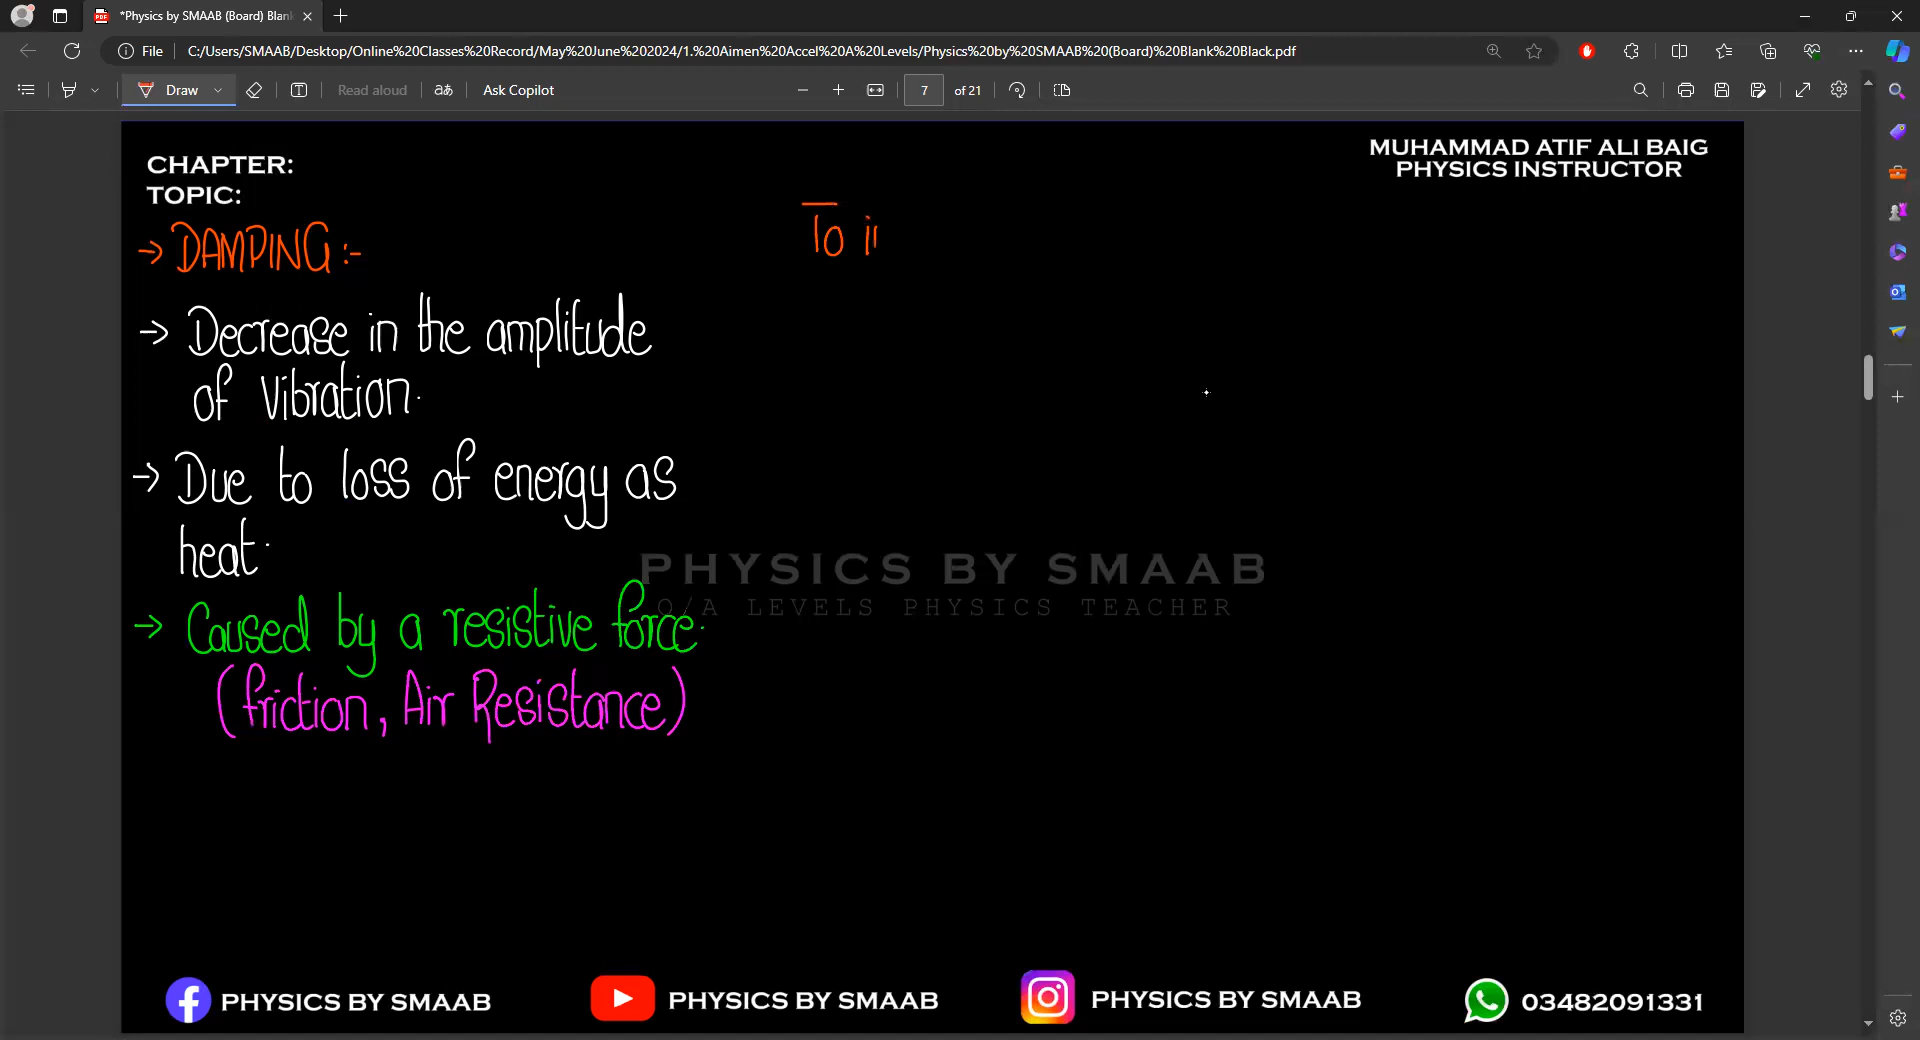 *Physics by SMAAB (Board) Blan
File
C:/Users/SMAAB/Desktop/Online%20Classes%20Record/May%20June%202024/1.%20Aimen%20Accel%20A%20Levels/Physics%20by%20SMAAB%20(Board)%20Blank%20Black.pdf
Draw
Read aloud
aあ
Ask Copilot
7 of 21
CHAPTER:
TOPIC:
MUHAMMAD ATIF ALI BAIG
PHYSICS INSTRUCTOR
→ DAMPING :-
→ Decrease in the amplitude
of Vibration.
→ Due to loss of energy as
heat.
→ Caused by a resistive force.
(friction, Air Resistance)
To
PHYSICS BY SMAAB
O/A LEVELS PHYSICS TEACHER
PHYSICS BY SMAAB
PHYSICS BY SMAAB
PHYSICS BY SMAAB
03482091331